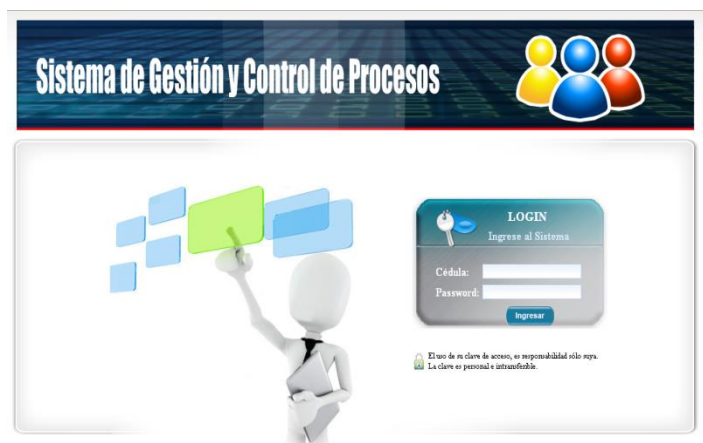 Sistema de Gestión y Control de Procesos
LOGIN
Ingrese al Sistema
Cédula:
Password:
Ingresar
El uso de su clave de acceso, es responsabilidad sólo suya.
La clave es personal e intransferible.